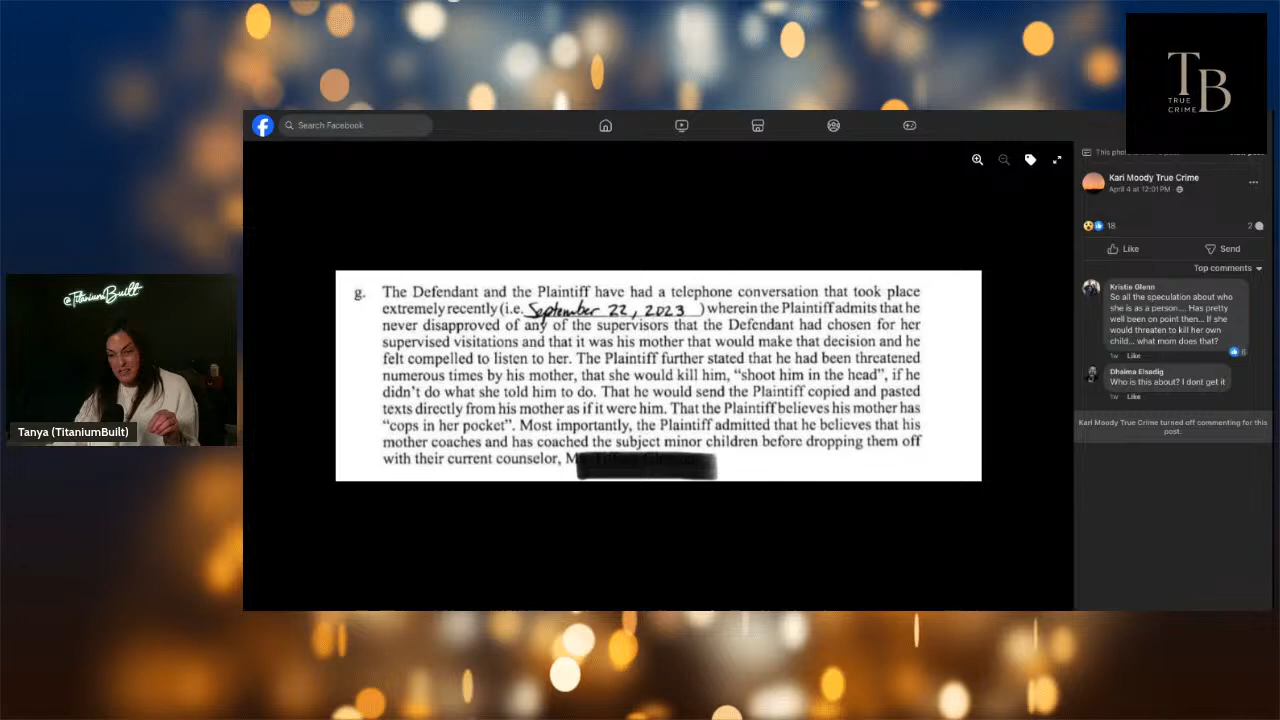 TB
TRUE
CRIME
Search Facebook
This
Kari Moody True Crime
April 4 at 12:01 PM
18
2
Like
Send
Top comments
Kristie Glenn
So all the speculation about who
she is as a person.... Has pretty
well been on point then... If she
would threaten to kill her own
child... what mom does that?
6
1w Like
Dhaima Elsadig
Who is this about? I dont get it
1w Like
Kari Moody True Crime turned off commenting for this
post.
g. The Defendant and the Plaintiff have had a telephone conversation that took place
extremely recently (i.e. September 22, 2023 ) wherein the Plaintiff admits that he
never disapproved of any of the supervisors that the Defendant had chosen for her
supervised visitations and that it was his mother that would make that decision and he
felt compelled to listen to her. The Plaintiff further stated that he had been threatened
numerous times by his mother, that she would kill him, “shoot him in the head”, if he
didn't do what she told him to do. That he would send the Plaintiff copied and pasted
texts directly from his mother as if it were him. That the Plaintiff believes his mother has
“cops in her pocket”. Most importantly, the Plaintiff admitted that he believes that his
mother coaches and has coached the subject minor children before dropping them off
with their current counselor,
@TitaniumBuilt
Tanya (TitaniumBuilt)